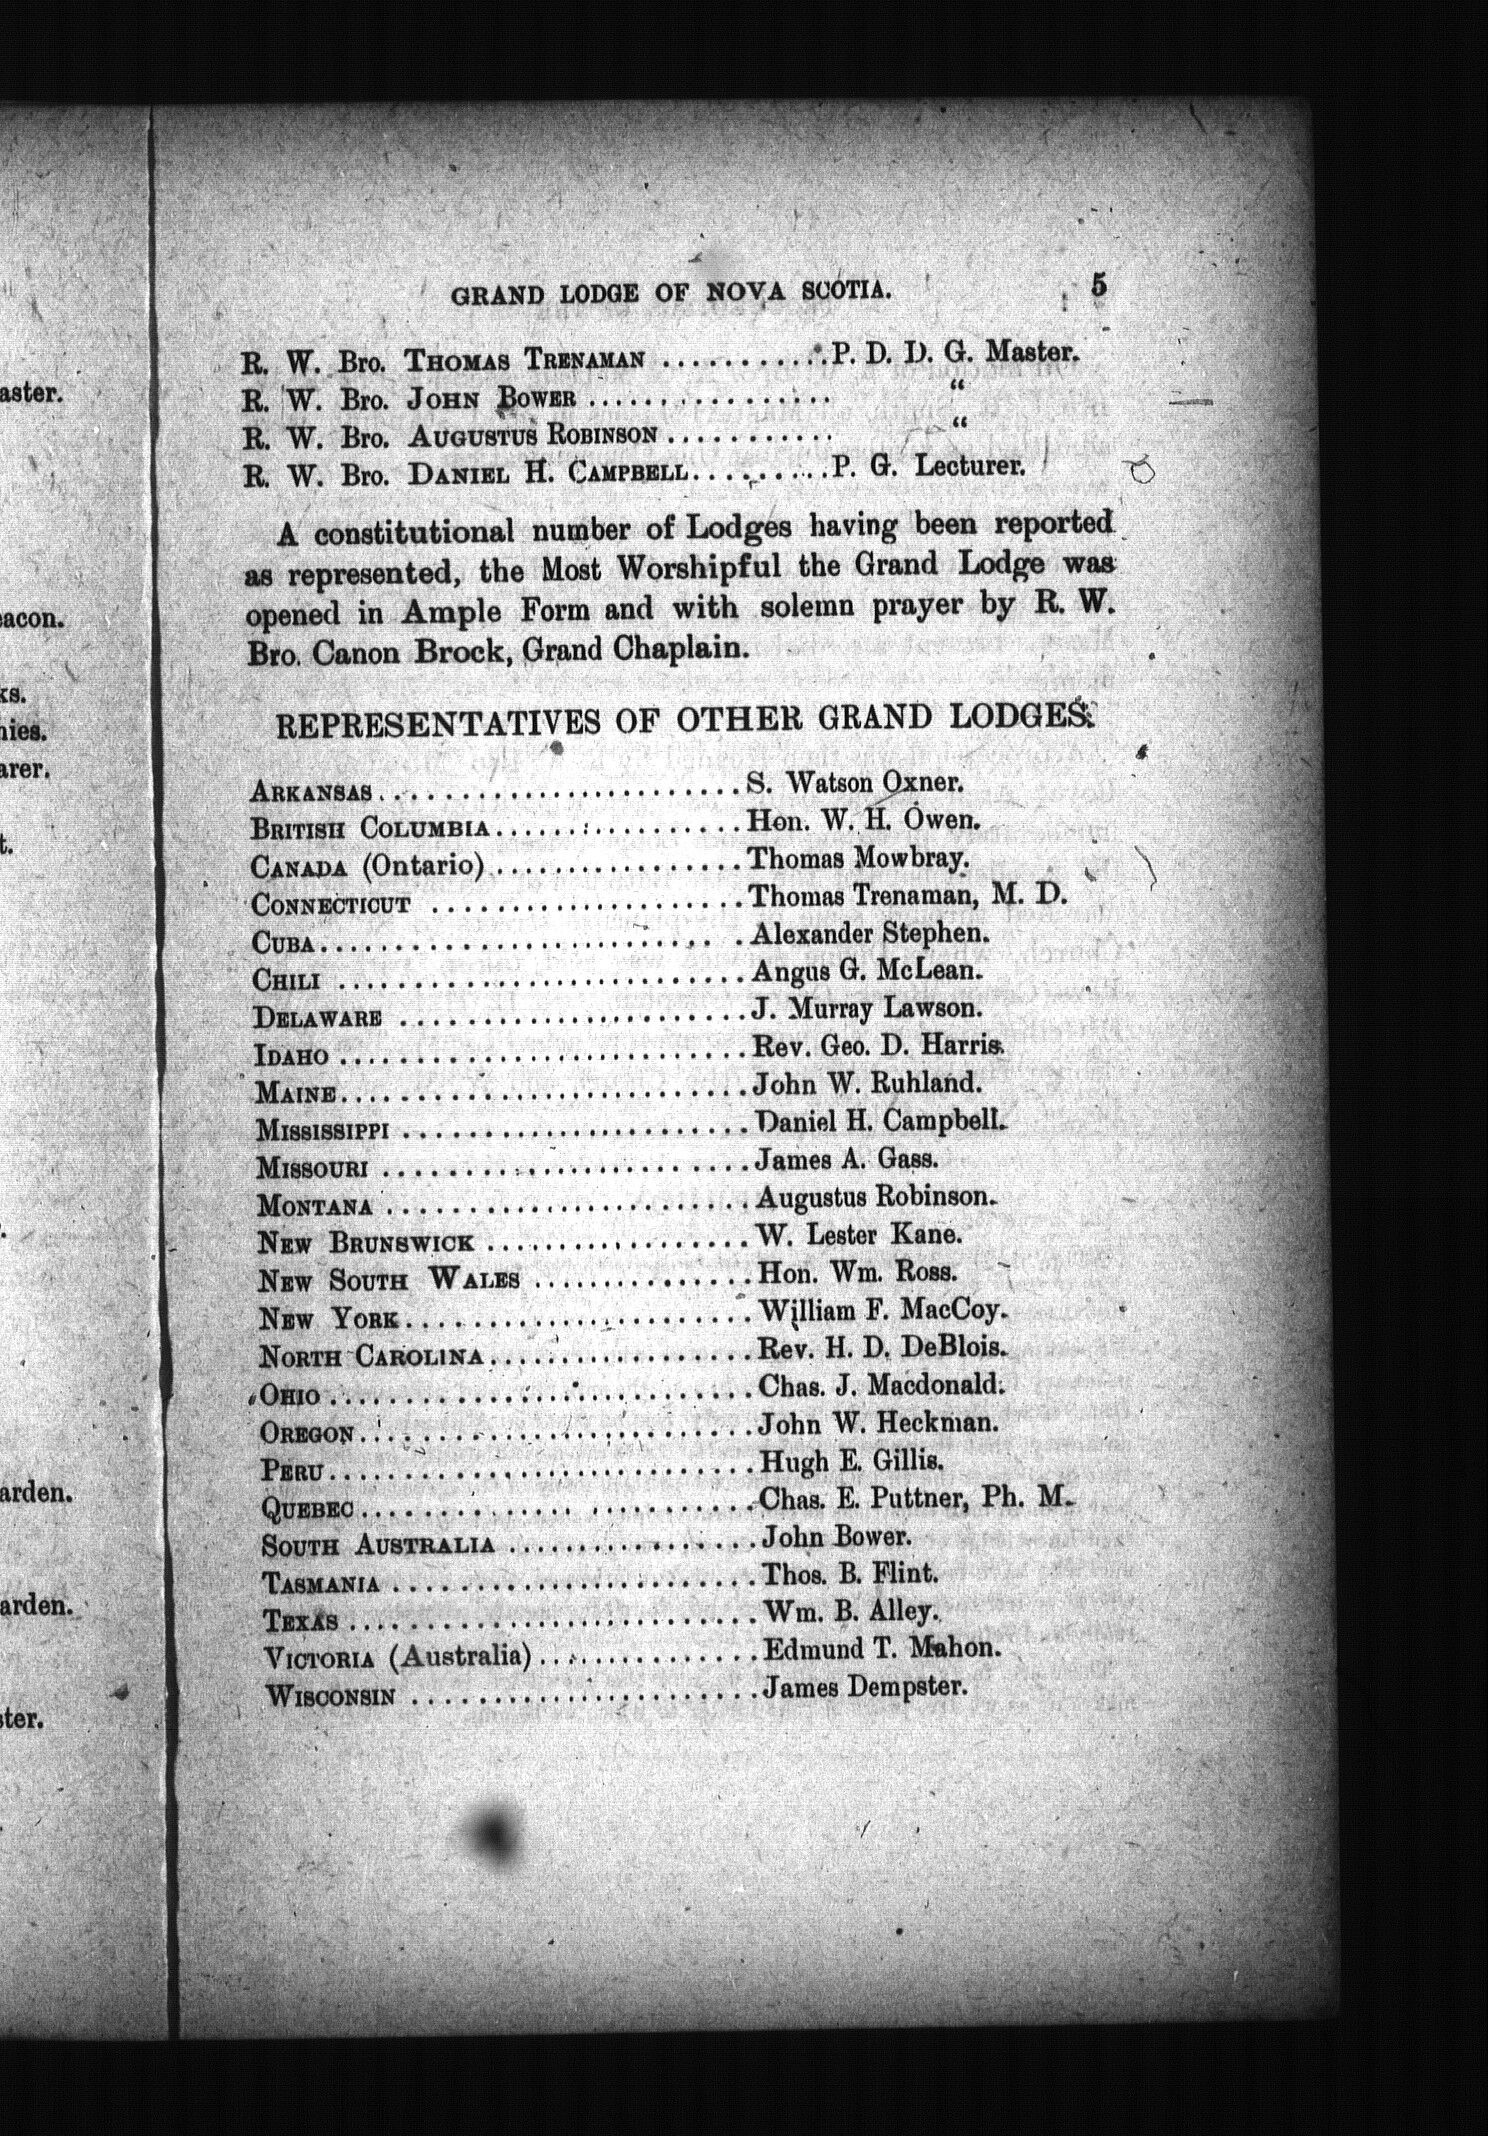 GRAND LODGE OF NOVA SCOTIA. 5
R. W. Bro. THOMAS TRENAMAN ........... P. D. D. G. Master.
R. W. Bro. JOHN BOWER ................ “
R. W. Bro. AUGUSTUS ROBINSON ........... “
R. W. Bro. DANIEL H. CAMPBELL......... P. G. Lecturer.
A constitutional number of Lodges having been reported
as represented, the Most Worshipful the Grand Lodge was
opened in Ample Form and with solemn prayer by R. W.
Bro. Canon Brock, Grand Chaplain.
REPRESENTATIVES OF OTHER GRAND LODGES.
ARKANSAS ...................... S. Watson Oxner.
BRITISH COLUMBIA ................ Hon. W. H. Owen.
CANADA (Ontario) ................ Thomas Mowbray.
CONNECTICUT .................... Thomas Trenaman, M. D.
CUBA .......................... Alexander Stephen.
CHILI .......................... Angus G. McLean.
DELAWARE ...................... J. Murray Lawson.
IDAHO .......................... Rev. Geo. D. Harris.
MAINE .......................... John W. Ruhland.
MISSISSIPPI ...................... Daniel H. Campbell.
MISSOURI ........................ James A. Gass.
MONTANA ....................... Augustus Robinson.
NEW BRUNSWICK ................. W. Lester Kane.
NEW SOUTH WALES .............. Hon. Wm. Ross.
NEW YORK ...................... William F. MacCoy.
NORTH CAROLINA ................. Rev. H. D. DeBlois.
OHIO ........................... Chas. J. Macdonald.
OREGON ......................... John W. Heckman.
PERU ........................... Hugh E. Gillis.
QUEBEC ......................... Chas. E. Puttner, Ph. M.
SOUTH AUSTRALIA ................ John Bower.
TASMANIA ....................... Thos. B. Flint.
TEXAS .......................... Wm. B. Alley.
VICTORIA (Australia) .............. Edmund T. Mahon.
WISCONSIN ...................... James Dempster.
aster.
eacon.
ks.
nies.
arer.
t.
arden.
arden.
ster.